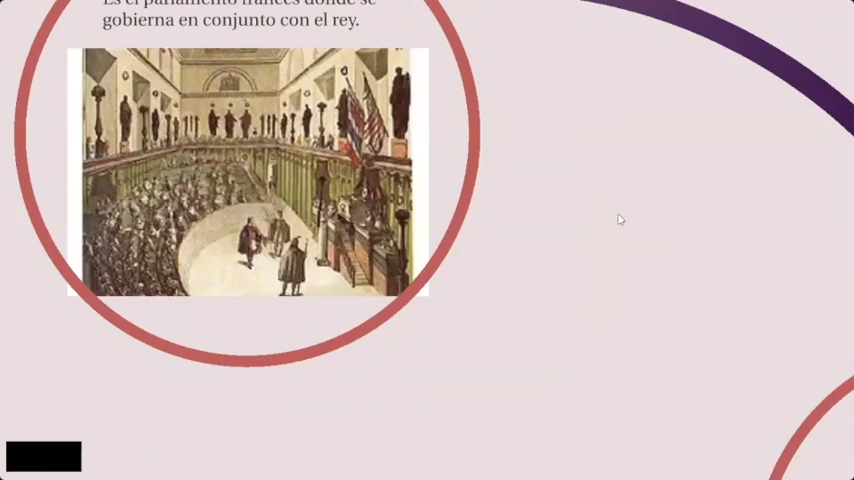 Es el parlamento francés donde se
gobierna en conjunto con el rey.